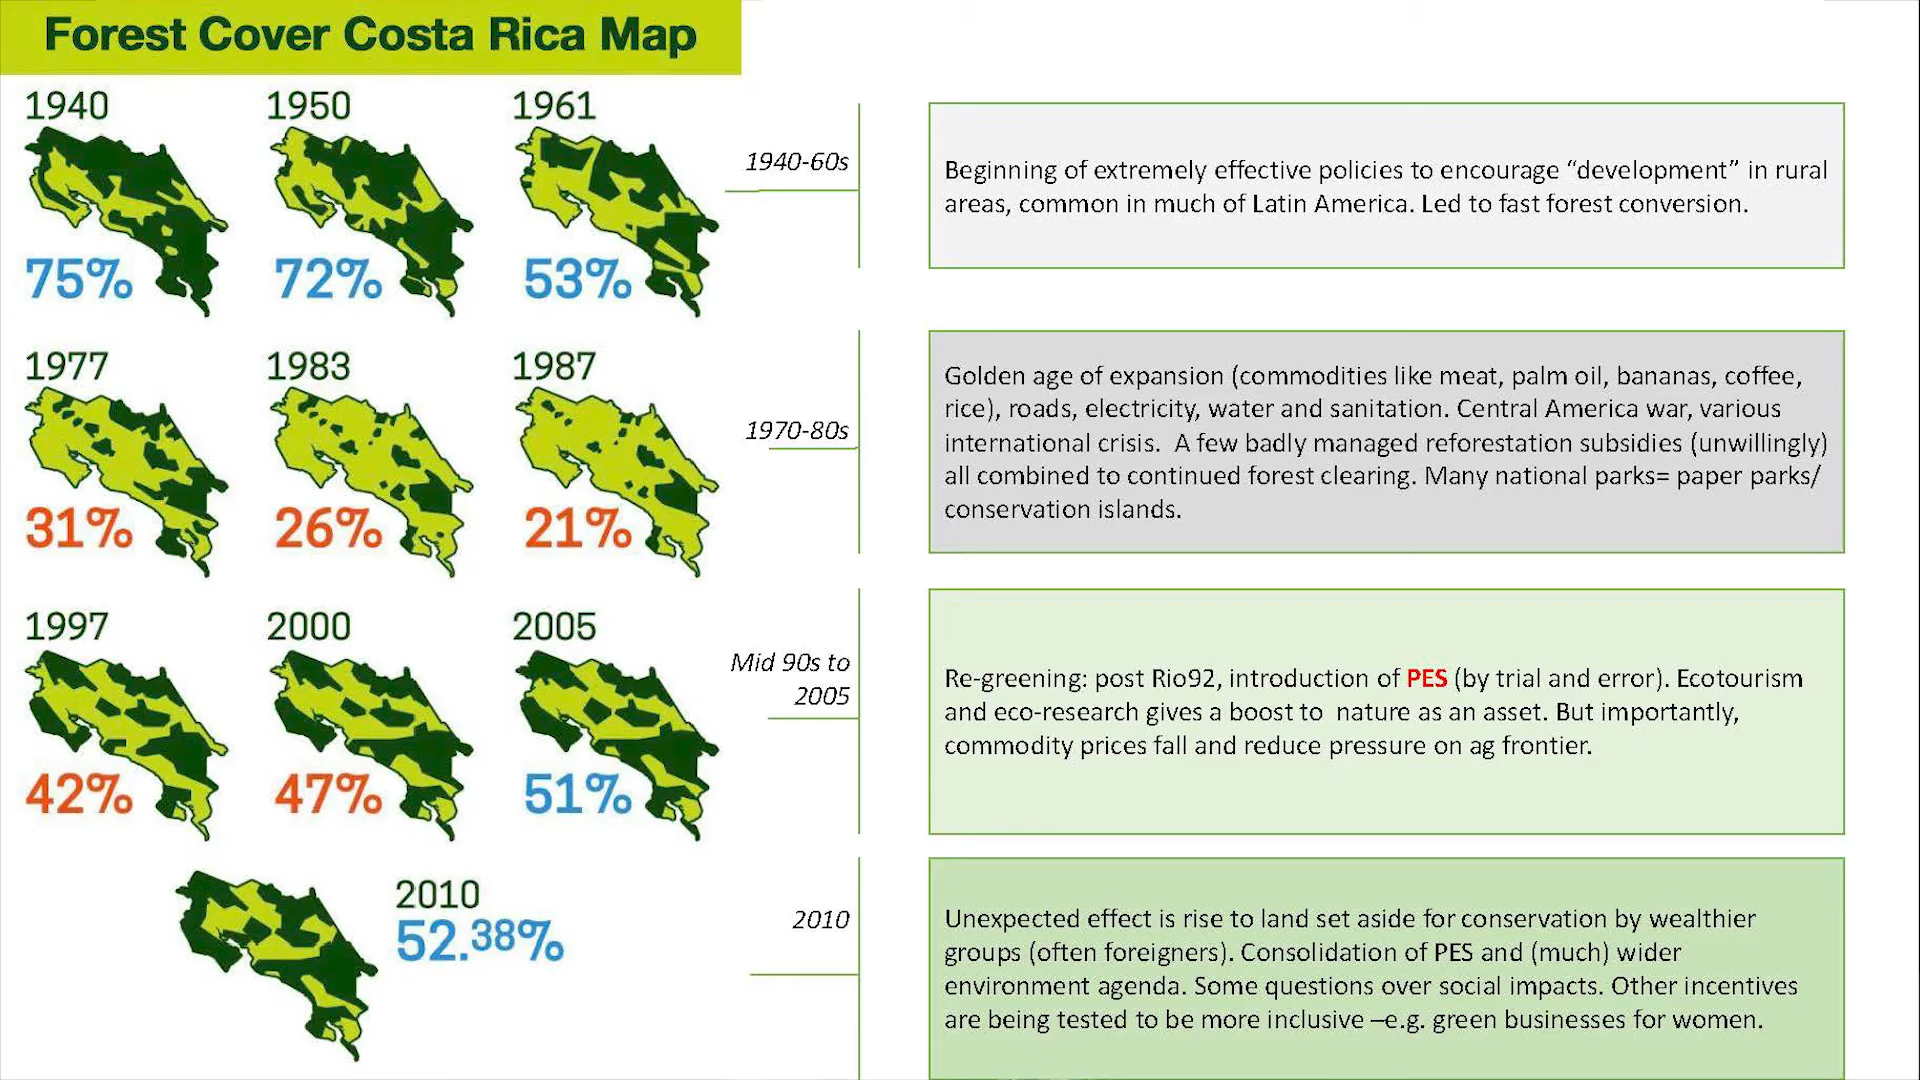 Forest Cover Costa Rica Map
1940
1950
1961
75%
72%
53%
1940-60s
Beginning of extremely effective policies to encourage “development” in rural
areas, common in much of Latin America. Led to fast forest conversion.
1977
1983
1987
31%
26%
21%
1970-80s
Golden age of expansion (commodities like meat, palm oil, bananas, coffee,
rice), roads, electricity, water and sanitation. Central America war, various
international crisis. A few badly managed reforestation subsidies (unwillingly)
all combined to continued forest clearing. Many national parks= paper parks/
conservation islands.
1997
2000
2005
42%
47%
51%
Mid 90s to
2005
Re-greening: post Rio92, introduction of PES (by trial and error). Ecotourism
and eco-research gives a boost to nature as an asset. But importantly,
commodity prices fall and reduce pressure on ag frontier.
2010
52.38%
2010
Unexpected effect is rise to land set aside for conservation by wealthier
groups (often foreigners). Consolidation of PES and (much) wider
environment agenda. Some questions over social impacts. Other incentives
are being tested to be more inclusive –e.g. green businesses for women.